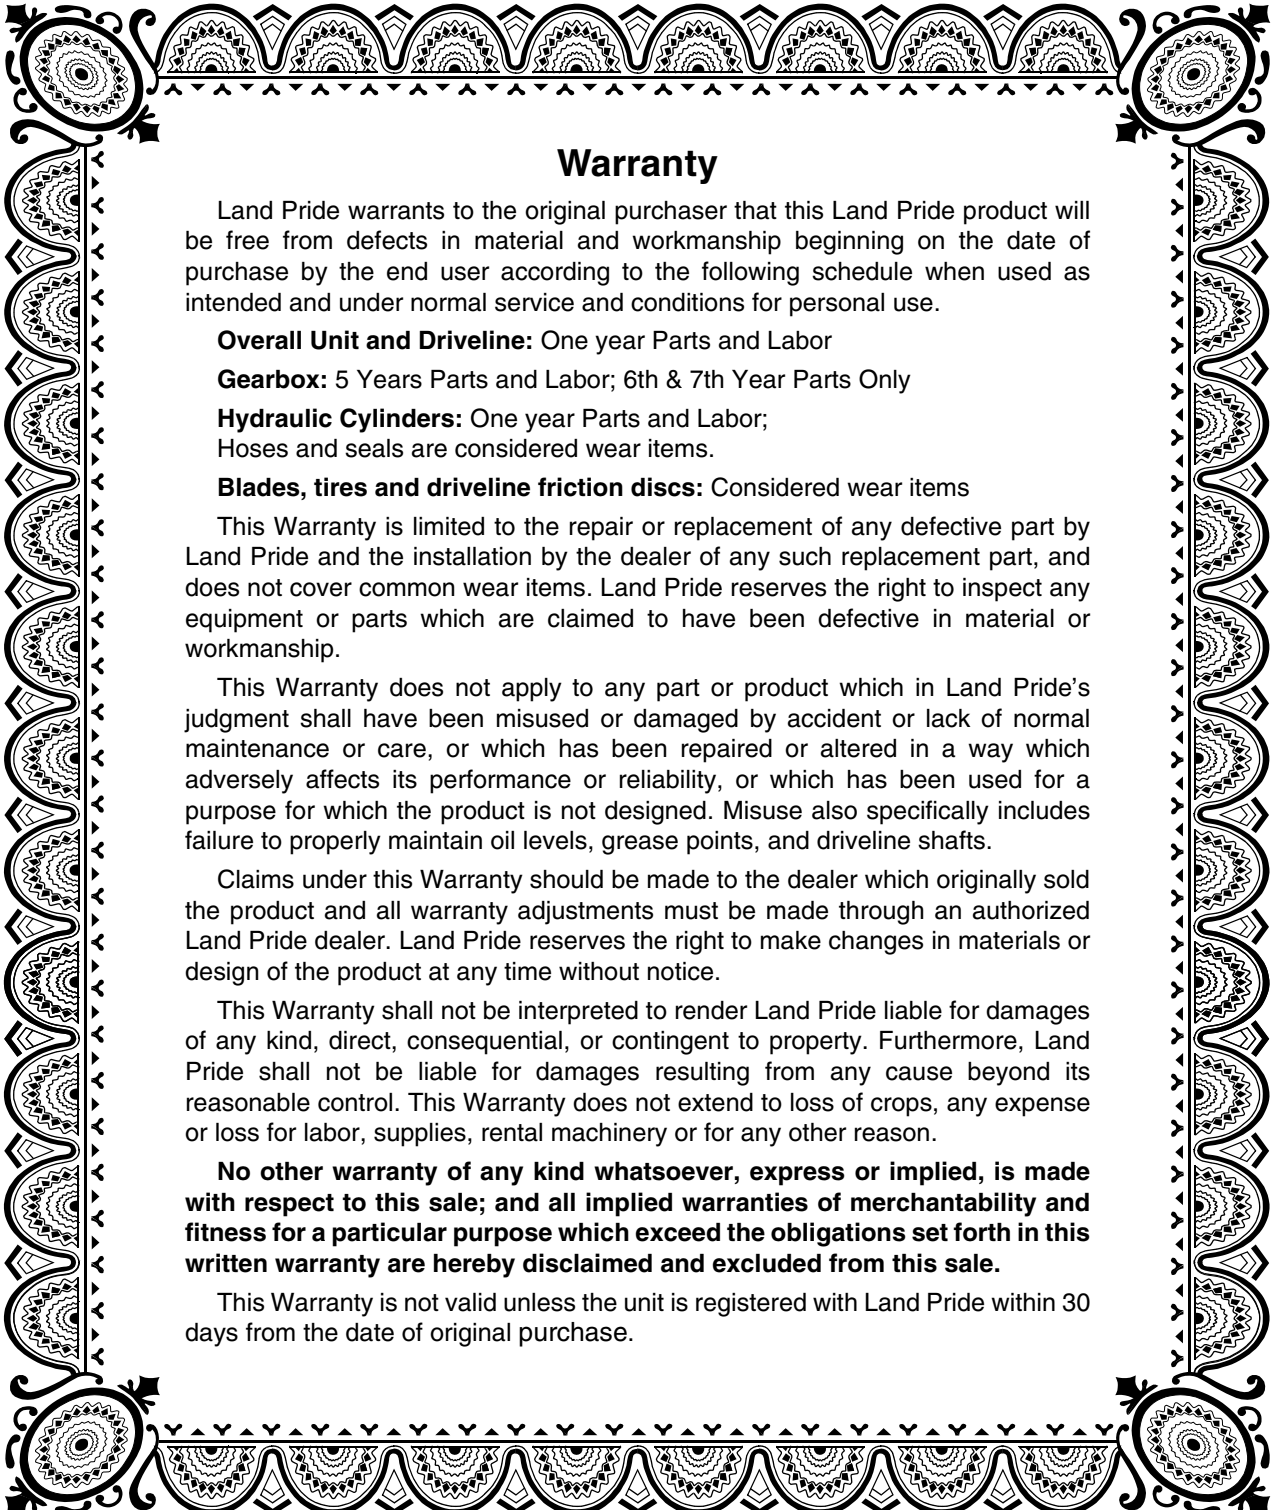 Warranty
Land Pride warrants to the original purchaser that this Land Pride product will
be free from defects in material and workmanship beginning on the date of
purchase by the end user according to the following schedule when used as
intended and under normal service and conditions for personal use.
Overall Unit and Driveline: One year Parts and Labor
Gearbox: 5 Years Parts and Labor; 6th & 7th Year Parts Only
Hydraulic Cylinders: One year Parts and Labor;
Hoses and seals are considered wear items.
Blades, tires and driveline friction discs: Considered wear items
This Warranty is limited to the repair or replacement of any defective part by
Land Pride and the installation by the dealer of any such replacement part, and
does not cover common wear items. Land Pride reserves the right to inspect any
equipment or parts which are claimed to have been defective in material or
workmanship.
This Warranty does not apply to any part or product which in Land Pride’s
judgment shall have been misused or damaged by accident or lack of normal
maintenance or care, or which has been repaired or altered in a way which
adversely affects its performance or reliability, or which has been used for a
purpose for which the product is not designed. Misuse also specifically includes
failure to properly maintain oil levels, grease points, and driveline shafts.
Claims under this Warranty should be made to the dealer which originally sold
the product and all warranty adjustments must be made through an authorized
Land Pride dealer. Land Pride reserves the right to make changes in materials or
design of the product at any time without notice.
This Warranty shall not be interpreted to render Land Pride liable for damages
of any kind, direct, consequential, or contingent to property. Furthermore, Land
Pride shall not be liable for damages resulting from any cause beyond its
reasonable control. This Warranty does not extend to loss of crops, any expense
or loss for labor, supplies, rental machinery or for any other reason.
No other warranty of any kind whatsoever, express or implied, is made
with respect to this sale; and all implied warranties of merchantability and
fitness for a particular purpose which exceed the obligations set forth in this
written warranty are hereby disclaimed and excluded from this sale.
This Warranty is not valid unless the unit is registered with Land Pride within 30
days from the date of original purchase.